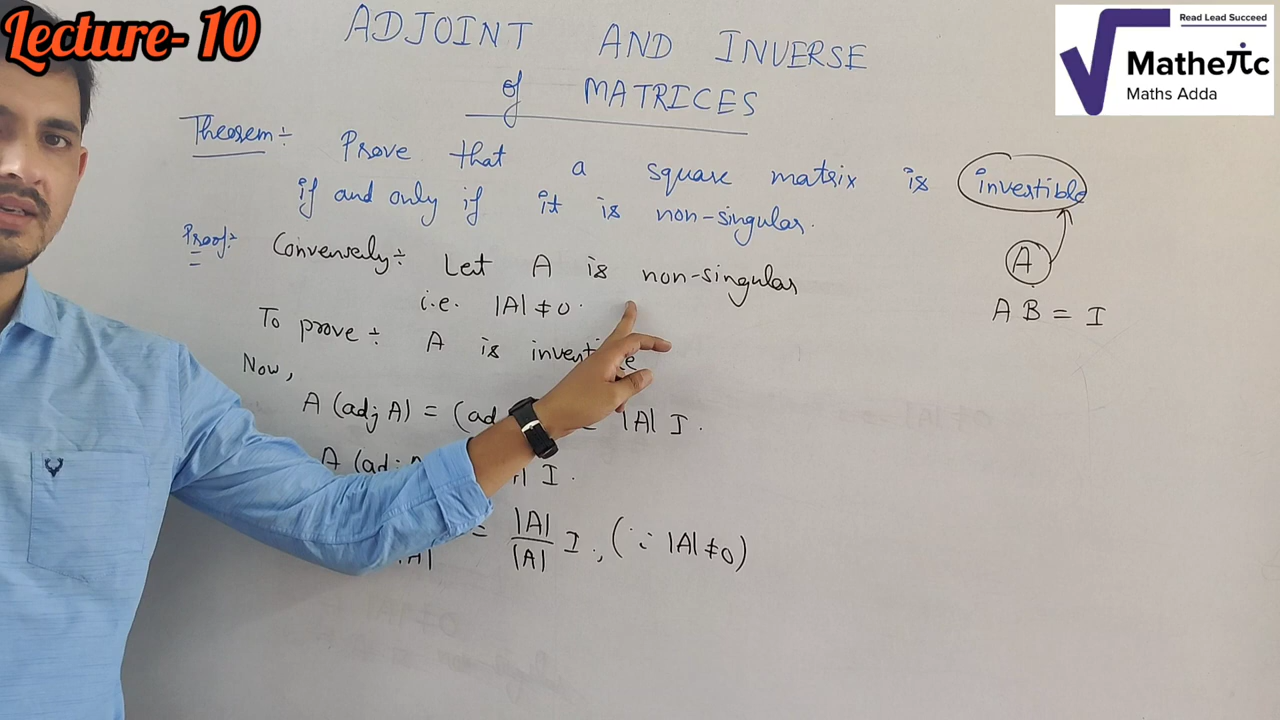 Lecture- 10
ADJOINT AND INVERSE
of MATRICES
Read Lead Succeed
Matheπc
Maths Adda
Theorem÷ Prove that a square matrix is invertible
if and only if it is non-singular.
Proof:
Conversely÷ Let A is non-singular
i.e. |A| ≠ 0.
A
AB = I
To prove ÷ A is
Now,
A (adj A) = |A| I.
A I.
= |A|/|A| I., (∵ |A| ≠ 0)